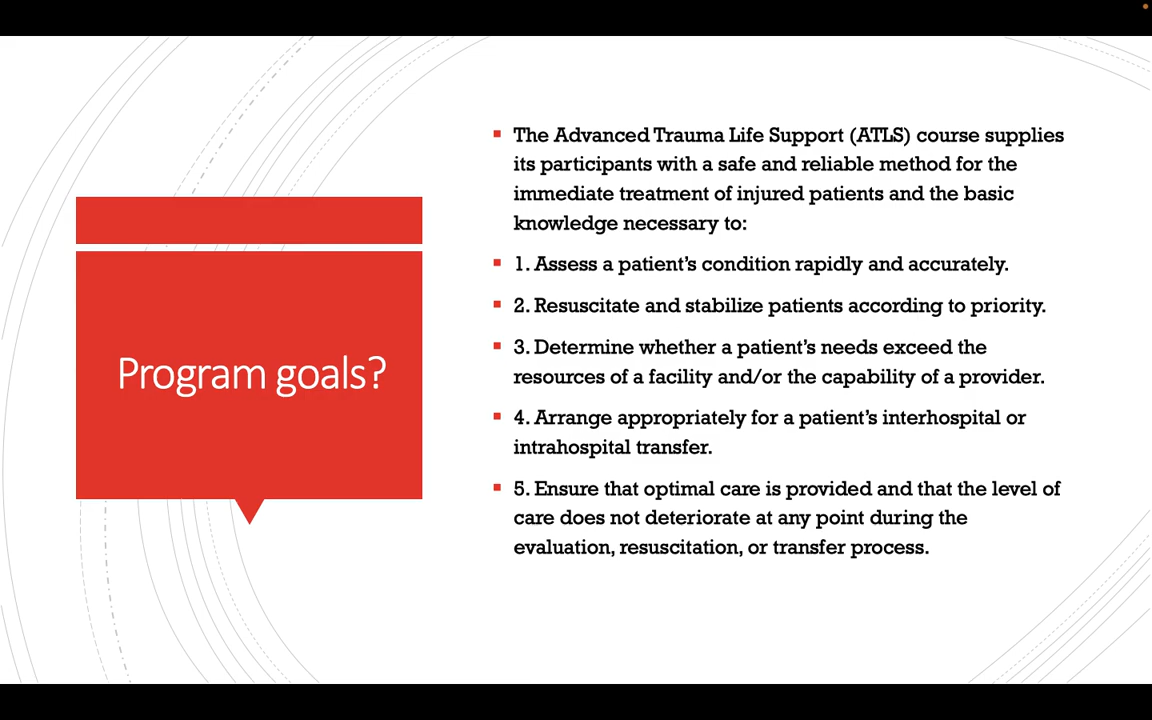 Program goals?
The Advanced Trauma Life Support (ATLS) course supplies
its participants with a safe and reliable method for the
immediate treatment of injured patients and the basic
knowledge necessary to:
1. Assess a patient’s condition rapidly and accurately.
2. Resuscitate and stabilize patients according to priority.
3. Determine whether a patient’s needs exceed the
resources of a facility and/or the capability of a provider.
4. Arrange appropriately for a patient’s interhospital or
intrahospital transfer.
5. Ensure that optimal care is provided and that the level of
care does not deteriorate at any point during the
evaluation, resuscitation, or transfer process.